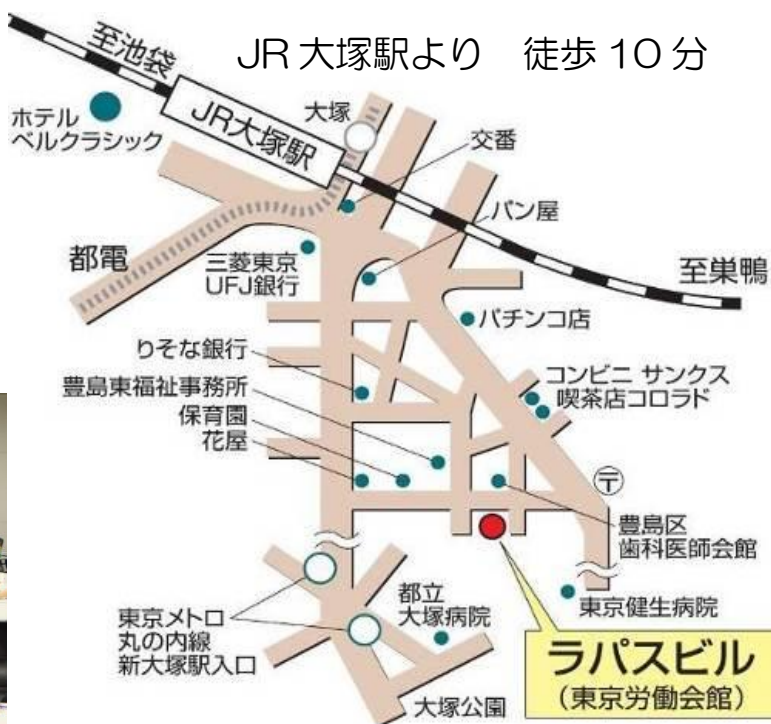 至池袋
JR大塚駅より 徒歩10分
ホテル
ベルクラシック
JR大塚駅
大塚
交番
パン屋
都電
三菱東京
UFJ銀行
至巣鴨
パチンコ店
りそな銀行
豊島東福祉事務所
保育園
花屋
コンビニ サンクス
喫茶店コロラド
〒
豊島区
歯科医師会館
東京メトロ
丸の内線
新大塚駅入口
都立
大塚病院
東京健生病院
大塚公園
ラパスビル
(東京労働会館)